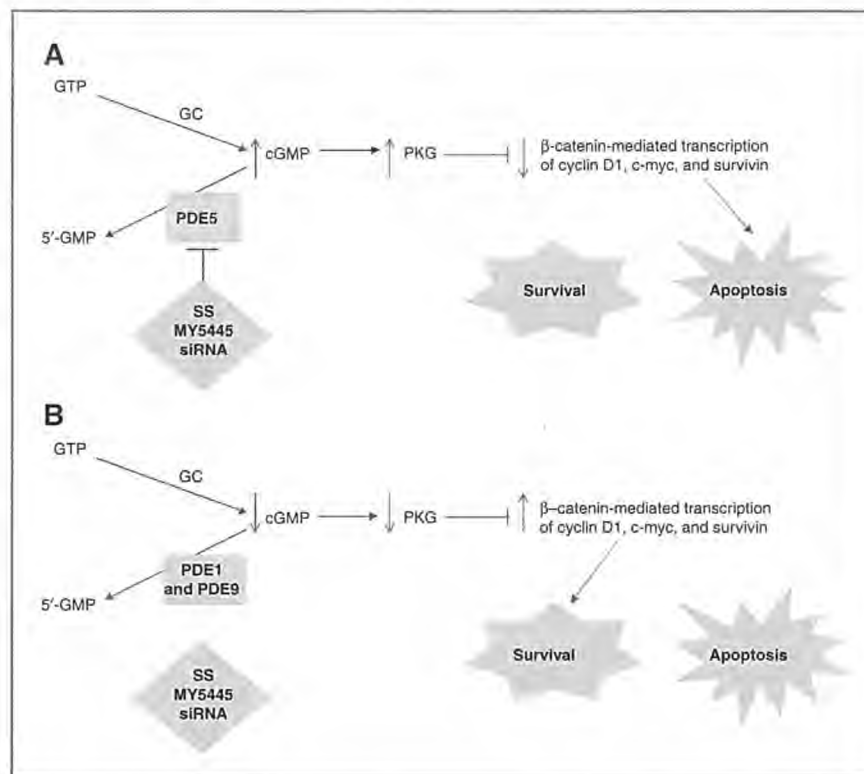 A
GTP
GC
cGMP
PKG
β-catenin-mediated transcription
of cyclin D1, c-myc, and survivin
PDE5
5′-GMP
SS
MY5445
siRNA
Survival
Apoptosis
B
GTP
GC
cGMP
PKG
β–catenin-mediated transcription
of cyclin D1, c-myc, and survivin
PDE1
and PDE9
5′-GMP
SS
MY5445
siRNA
Survival
Apoptosis